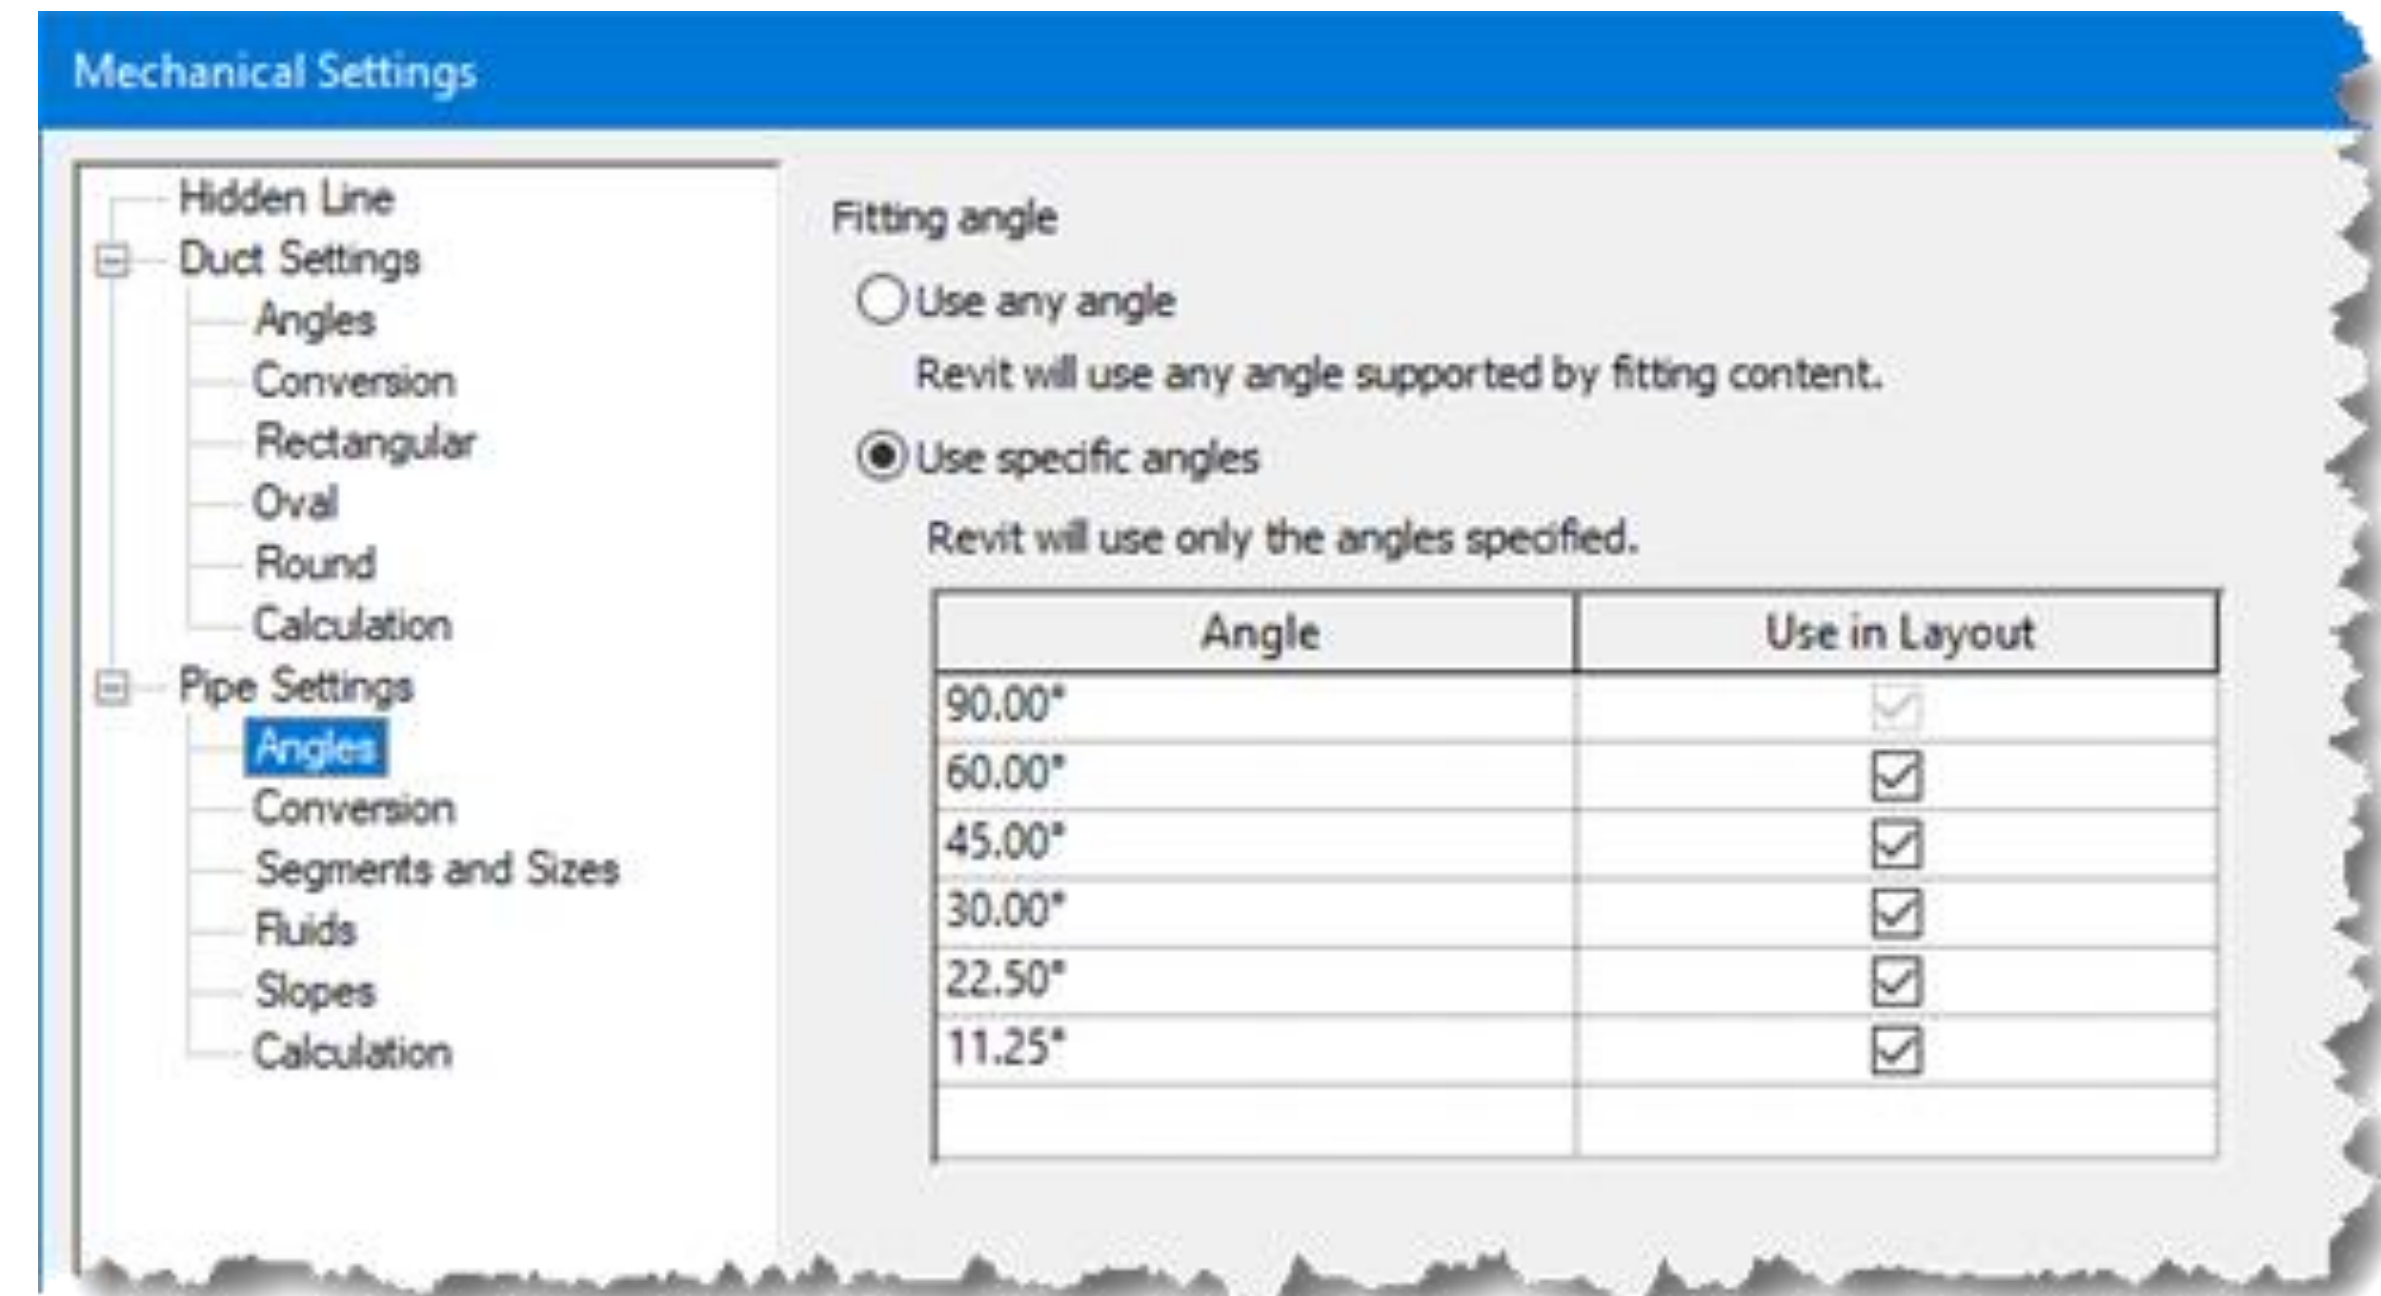 Mechanical Settings
Hidden Line
Duct Settings
Angles
Conversion
Rectangular
Oval
Round
Calculation
Pipe Settings
Angles
Conversion
Segments and Sizes
Fluids
Slopes
Calculation
Fitting angle
Use any angle
Revit will use any angle supported by fitting content.
Use specific angles
Revit will use only the angles specified.
Angle Use in Layout
90.00°
60.00°
45.00°
30.00°
22.50°
11.25°